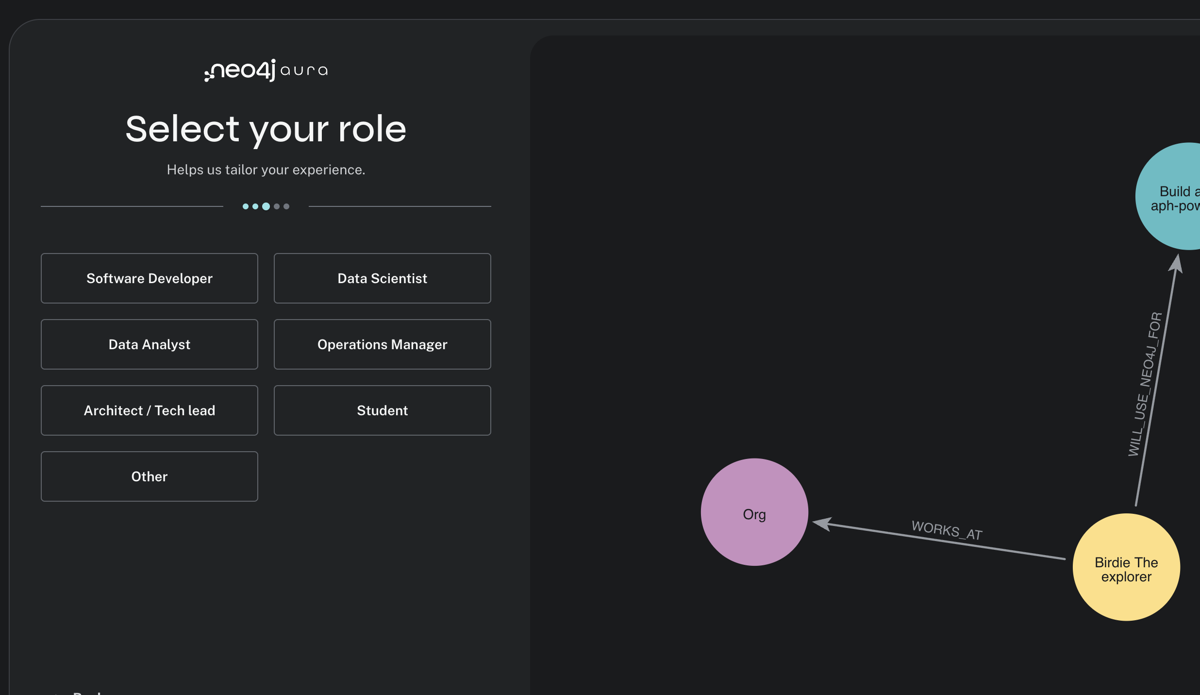 neo4j aura
Select your role
Helps us tailor your experience.
Software Developer
Data Scientist
Data Analyst
Operations Manager
Architect / Tech lead
Student
Other
Build a
aph-pow
WILL_USE_NEO4J_FOR
Org
WORKS_AT
Birdie The
explorer